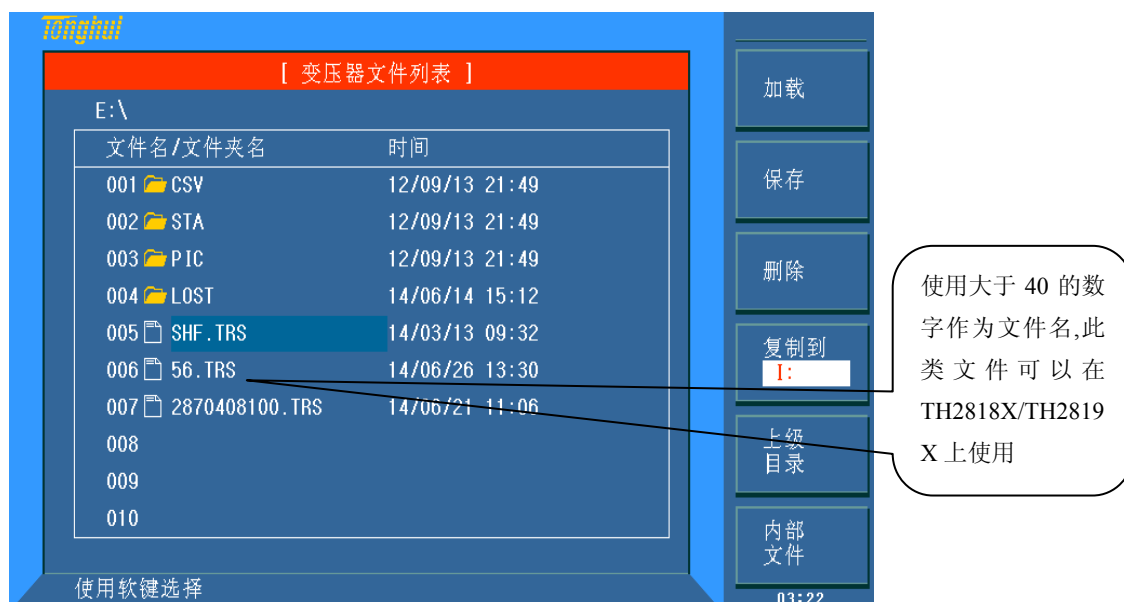 Tonghui
[ 变压器文件列表 ]
E:\
文件名/文件夹名 时间
001 CSV 12/09/13 21:49
002 STA 12/09/13 21:49
003 PIC 12/09/13 21:49
004 LOST 14/06/14 15:12
005 SHF.TRS 14/03/13 09:32
006 56.TRS 14/06/26 13:30
007 2870408100.TRS 14/06/21 11:06
008
009
010
使用软键选择
加载
保存
删除
复制到
I:
上级
目录
内部
文件
03:22
使用大于 40 的数
字作为文件名,此
类文件可以在
TH2818X/TH2819
X 上使用